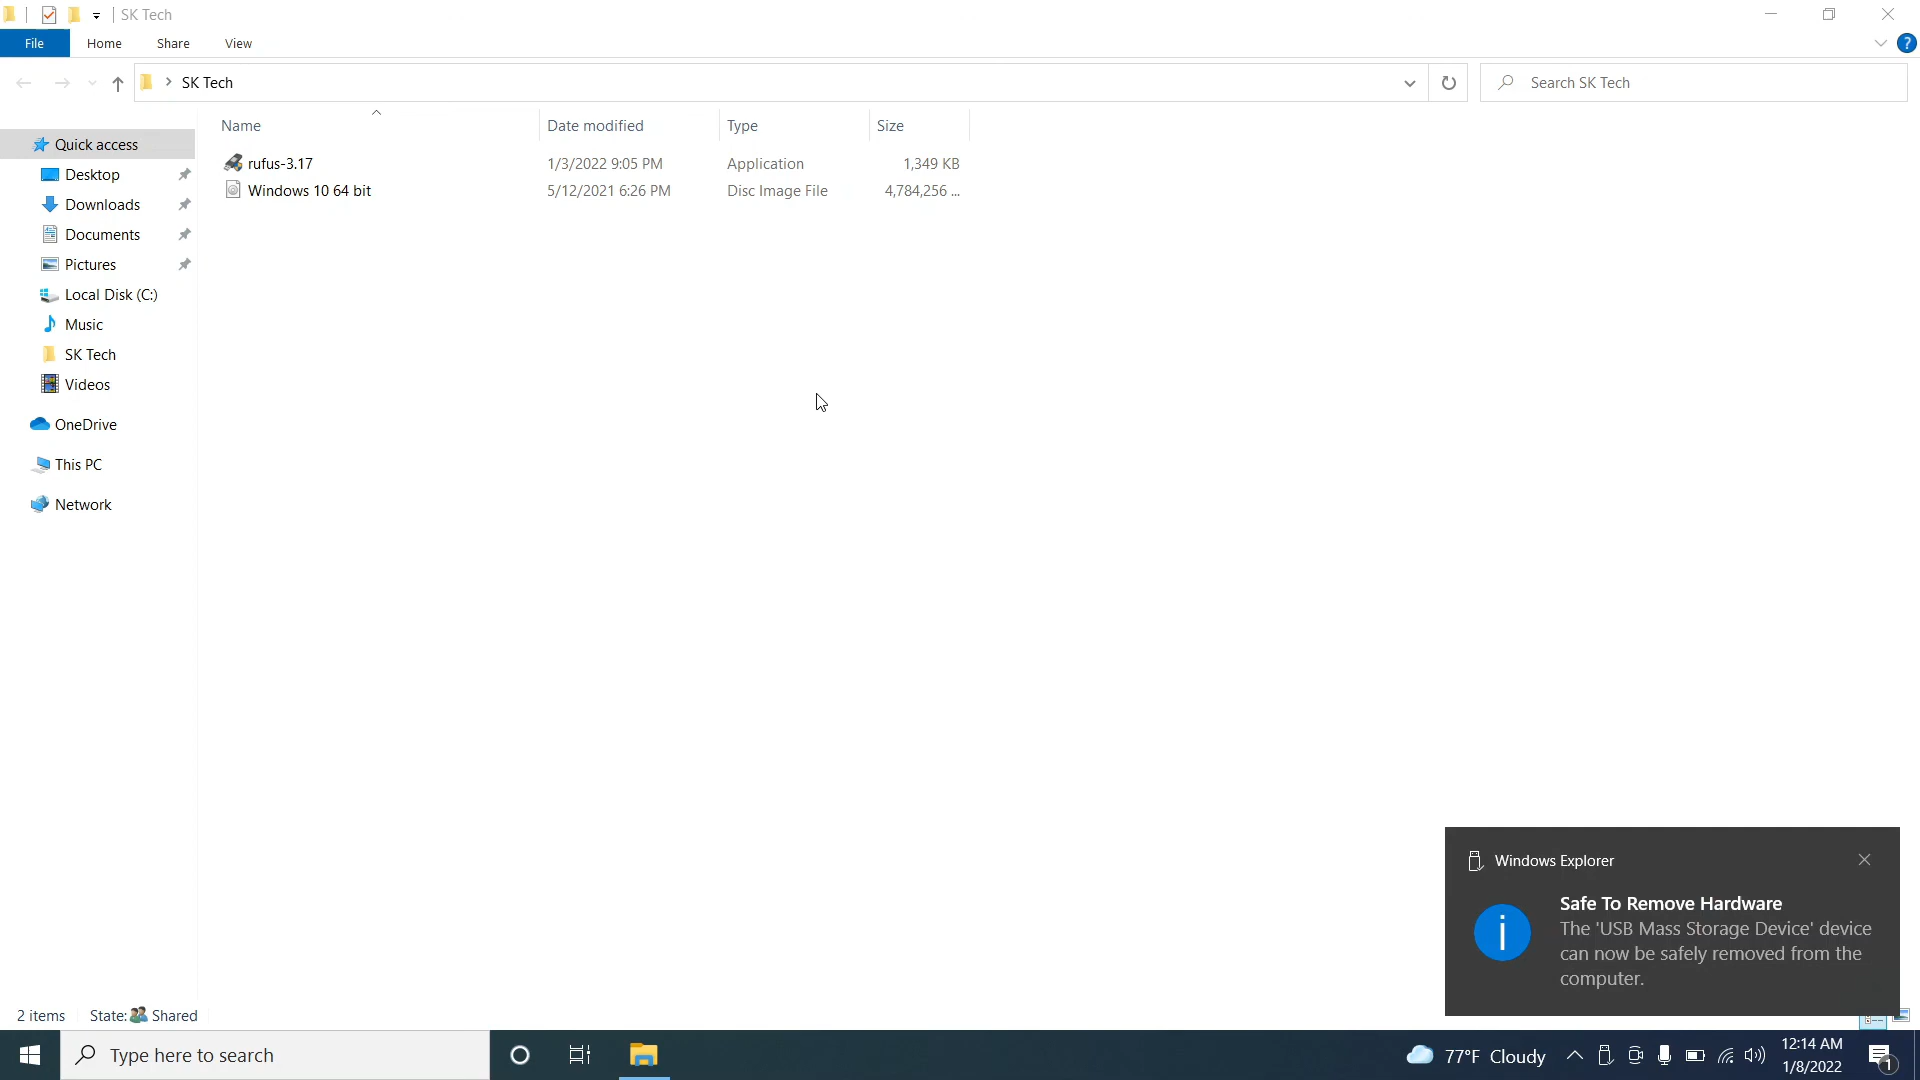 SK Tech
File Home Share View ?
SK Tech
Search SK Tech
Name Date modified Type Size
Quick access
Desktop
Downloads
Documents
Pictures
Local Disk (C:)
Music
SK Tech
Videos
OneDrive
This PC
Network
rufus-3.17 1/3/2022 9:05 PM Application 1,349 KB
Windows 10 64 bit 5/12/2021 6:26 PM Disc Image File 4,784,256 ...
Windows Explorer
Safe To Remove Hardware
The 'USB Mass Storage Device' device
can now be safely removed from the
computer.
2 items State: Shared
Type here to search
77°F Cloudy
12:14 AM
1/8/2022
1